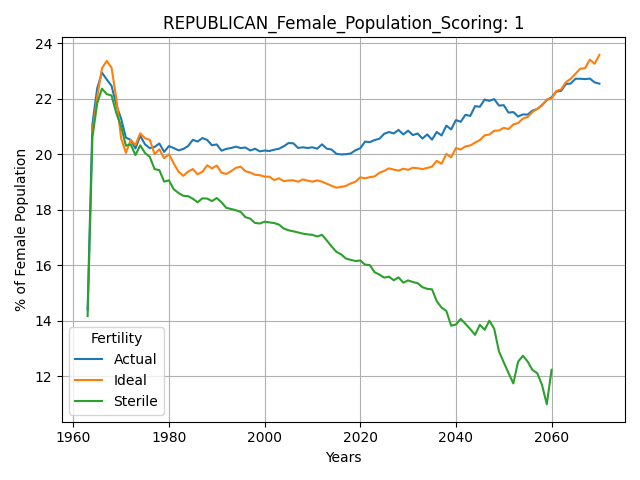 REPUBLICAN_Female_Population_Scoring: 1
% of Female Population
24
22
20
18
16
14
12
Fertility
Actual
Ideal
Sterile
1960 1980 2000 2020 2040 2060
Years